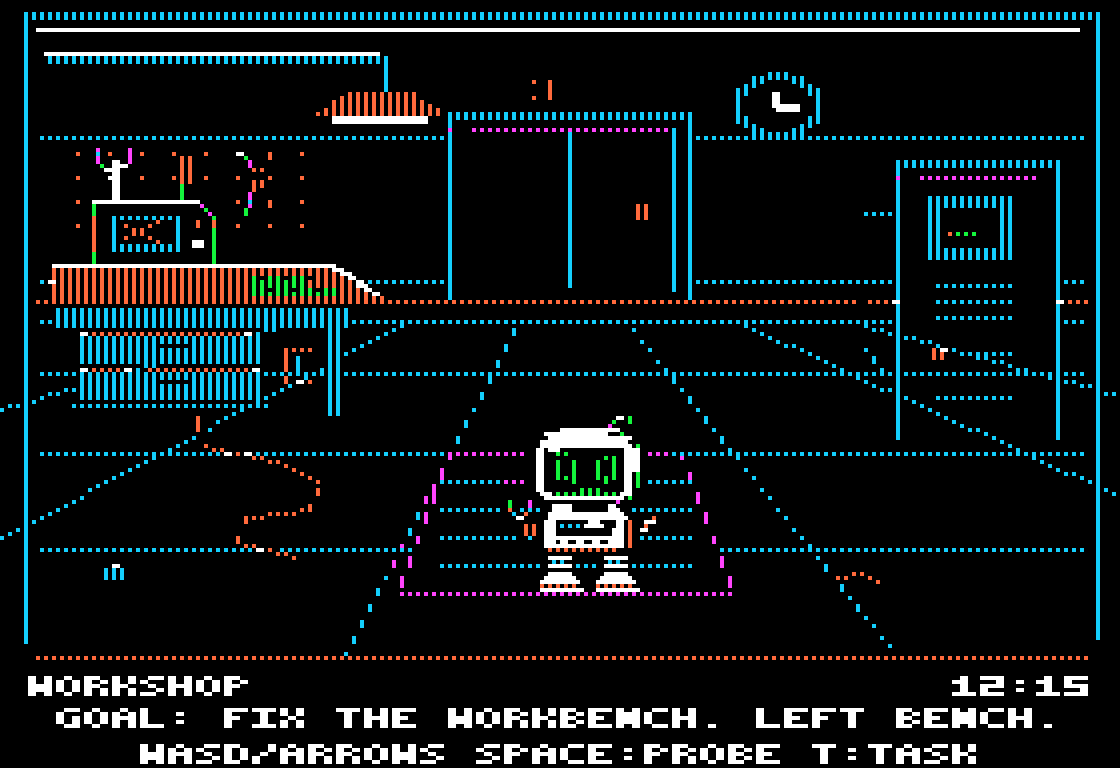 WORKSHOP 12:15
GOAL: FIX THE WORKBENCH. LEFT BENCH.
WASD/ARROWS SPACE:PROBE T:TASK